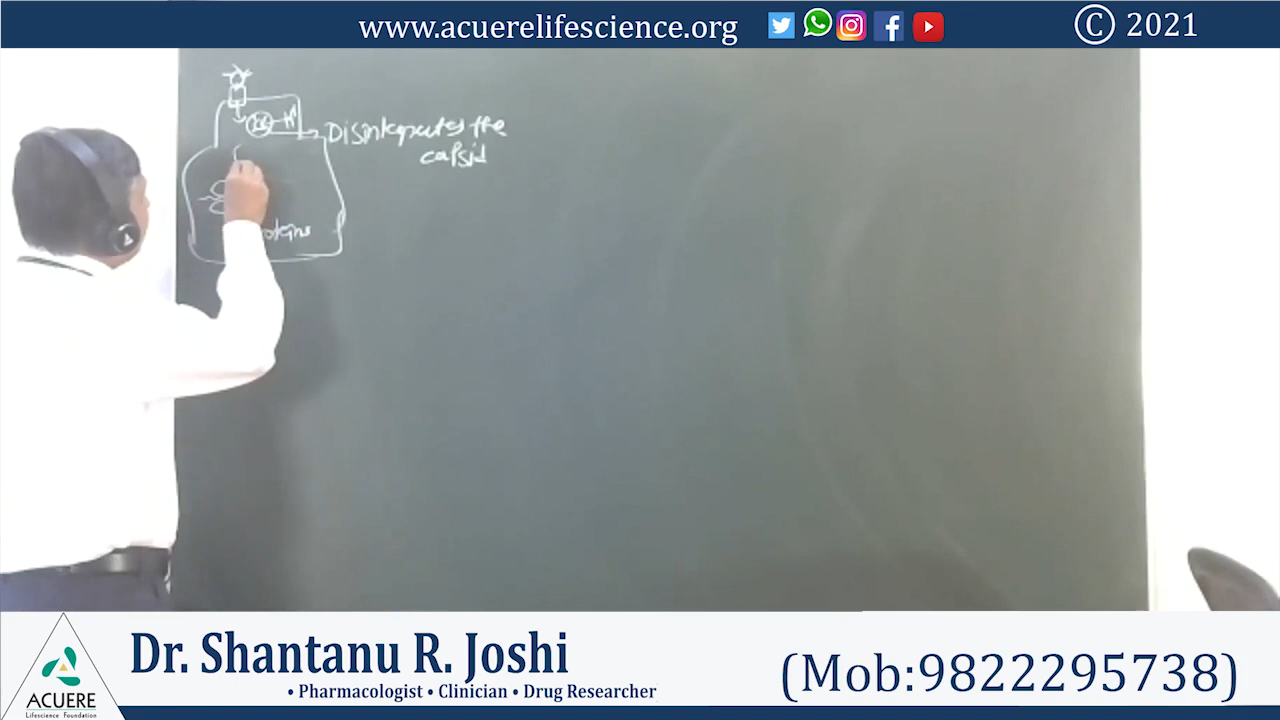 www.acuerelifescience.org
© 2021
Disintegrates the
capsid
Dr. Shantanu R. Joshi
• Pharmacologist • Clinician • Drug Researcher
(Mob:9822295738)
ACUERE
Lifescience Foundation